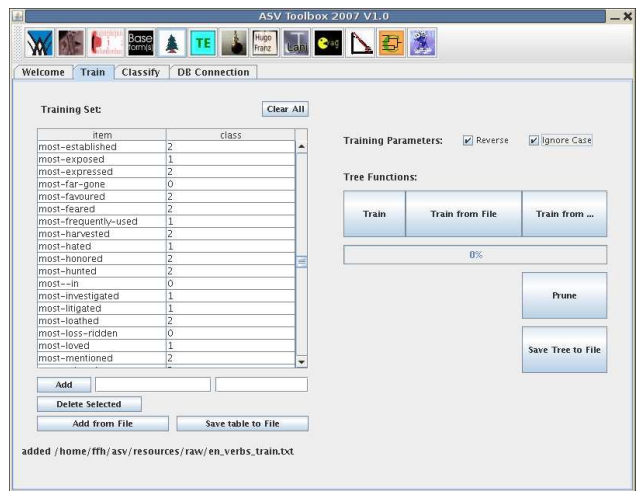 ASV Toolbox 2007 V1.0
Base form(s)
TE
Hugo Franz.
Welcome Train Classify DB Connection
Training Set:
Clear All
item class
most-established 2
most-exposed 1
most-expressed 2
most-far-gone 0
most-favoured 2
most-feared 2
most-frequently-used 1
most-harvested 2
most-hated 1
most-honored 2
most-hunted 2
most--in 0
most-investigated 1
most-litigated 1
most-loathed 2
most-loss-ridden 0
most-loved 1
most-mentioned 2
Add
Delete Selected
Add from File Save table to File
added /home/ffh/asv/resources/raw/en_verbs_train.txt
Training Parameters: Reverse Ignore Case
Tree Functions:
Train Train from File Train from ...
0%
Prune
Save Tree to File